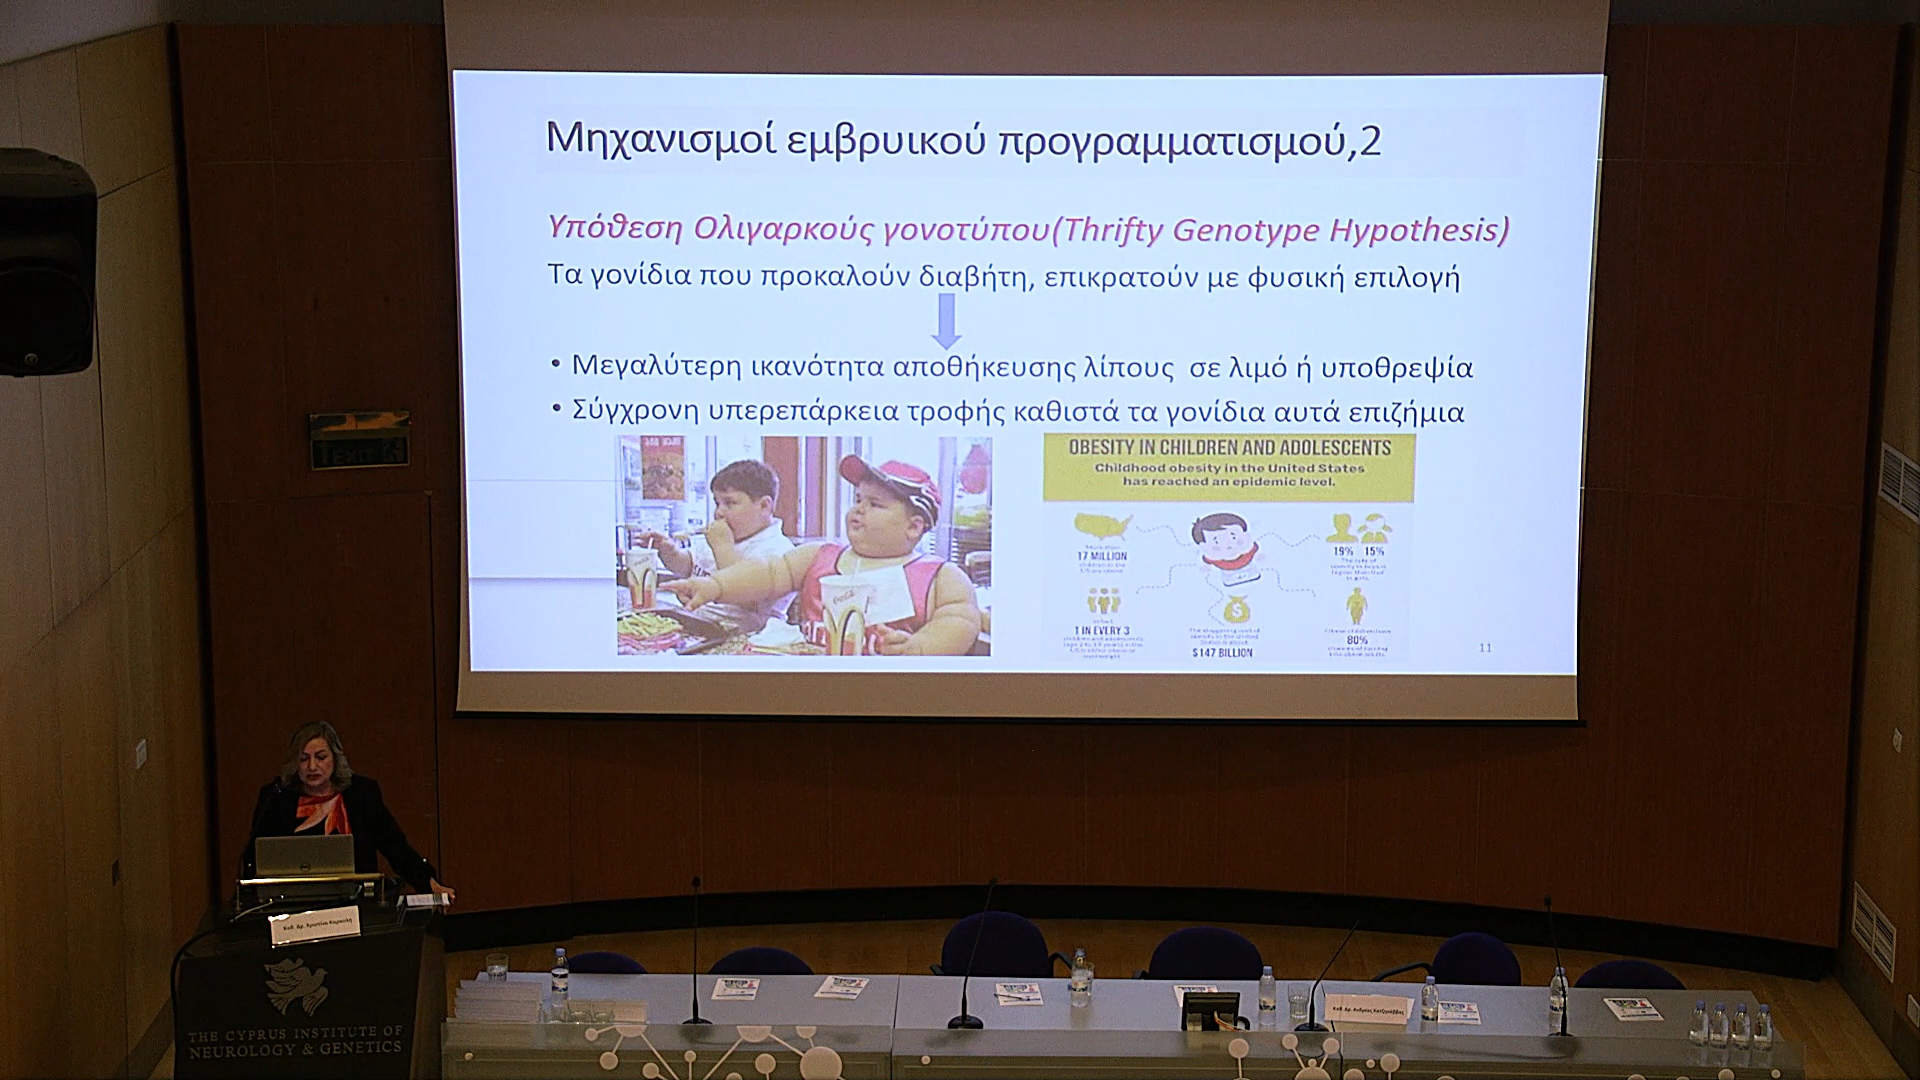 Μηχανισμοί εμβρυικού προγραμματισμού,2
Υπόθεση Ολιγαρκούς γονοτύπου(Thrifty Genotype Hypothesis)
Τα γονίδια που προκαλούν διαβήτη, επικρατούν με φυσική επιλογή
• Μεγαλύτερη ικανότητα αποθήκευσης λίπους σε λιμό ή υποθρεψία
• Σύγχρονη υπερεπάρκεια τροφής καθιστά τα γονίδια αυτά επιζήμια
OBESITY IN CHILDREN AND ADOLESCENTS
Childhood obesity in the United States
has reached an epidemic level.
17 MILLION
19% 15%
1 IN EVERY 3
$
$147 BILLION
80%
11
EXIT
THE CYPRUS INSTITUTE OF
NEUROLOGY & GENETICS